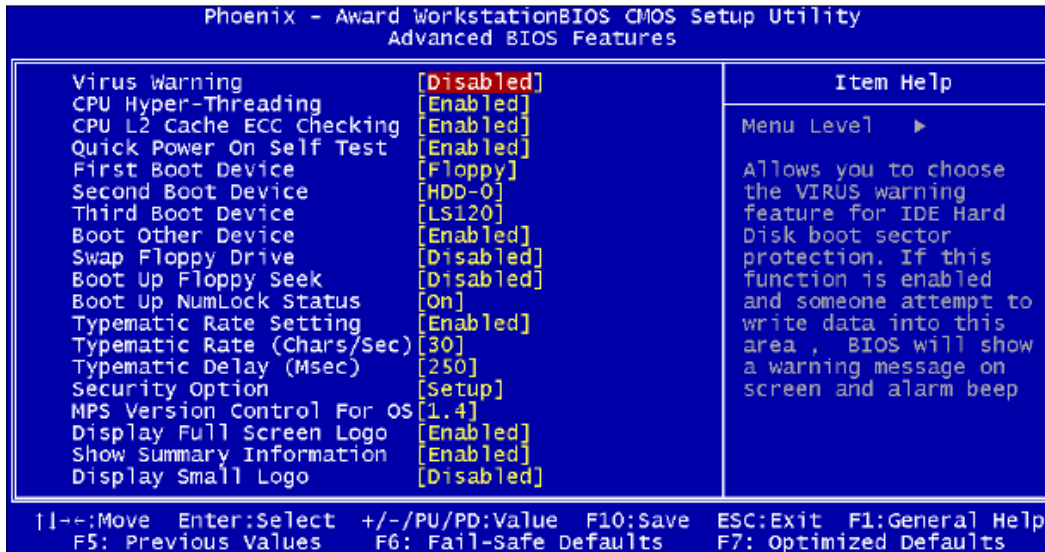 Phoenix - Award WorkstationBIOS CMOS Setup Utility
Advanced BIOS Features
Virus Warning [Disabled]
CPU Hyper-Threading [Enabled]
CPU L2 Cache ECC Checking [Enabled]
Quick Power On Self Test [Enabled]
First Boot Device [Floppy]
Second Boot Device [HDD-0]
Third Boot Device [LS120]
Boot Other Device [Enabled]
Swap Floppy Drive [Disabled]
Boot Up Floppy Seek [Disabled]
Boot Up NumLock Status [On]
Typematic Rate Setting [Enabled]
Typematic Rate (Chars/Sec)[30]
Typematic Delay (Msec) [250]
Security Option [Setup]
MPS Version Control For OS[1.4]
Display Full Screen Logo [Enabled]
Show Summary Information [Enabled]
Display Small Logo [Disabled]
Item Help
Menu Level ►
Allows you to choose
the VIRUS warning
feature for IDE Hard
Disk boot sector
protection. If this
function is enabled
and someone attempt to
write data into this
area , BIOS will show
a warning message on
screen and alarm beep
↑↓→←:Move Enter:Select +/-/PU/PD:Value F10:Save ESC:Exit F1:General Help
F5: Previous Values F6: Fail-Safe Defaults F7: Optimized Defaults